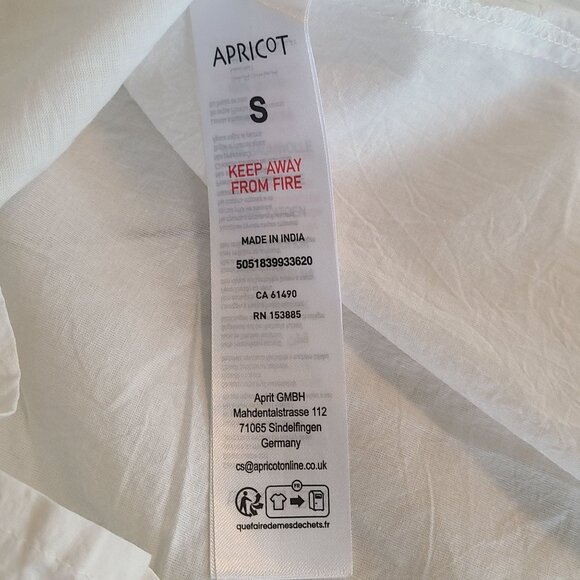 APRICOT
S
KEEP AWAY
FROM FIRE
MADE IN INDIA
5051839933620
CA 61490
RN 153885
Aprit GMBH
Mahdentalstrasse 112
71065 Sindelfingen
Germany
cs@apricotonline.co.uk
FR
quefairedemesdechets.fr